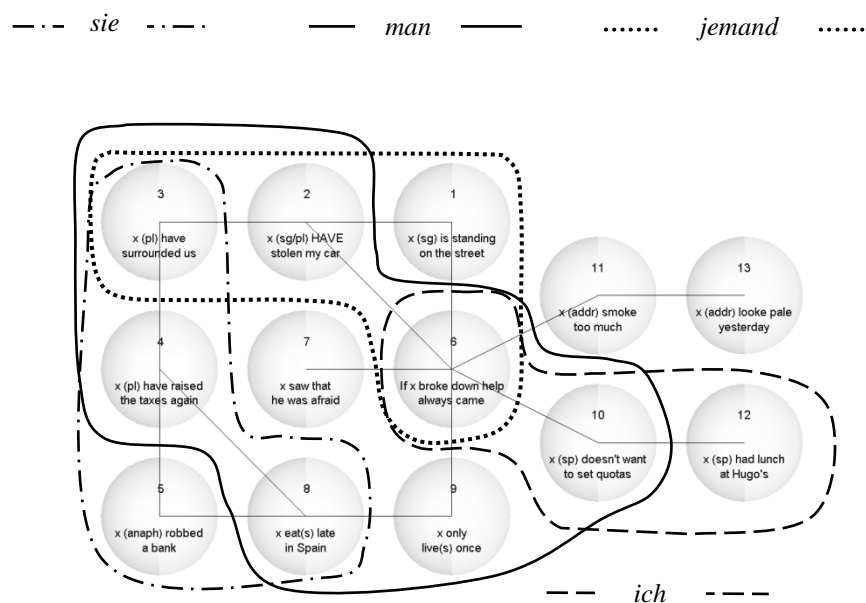 sie man jemand
3
x (pl) have
surrounded us
2
x (sg/pl) HAVE
stolen my car
1
x (sg) is standing
on the street
11
x (addr) smoke
too much
13
x (addr) looke pale
yesterday
4
x (pl) have raised
the taxes again
7
x saw that
he was afraid
6
If x broke down help
always came
10
x (sp) doesn't want
to set quotas
12
x (sp) had lunch
at Hugo's
5
x (anaph) robbed
a bank
8
x eat(s) late
in Spain
9
x only
live(s) once
ich